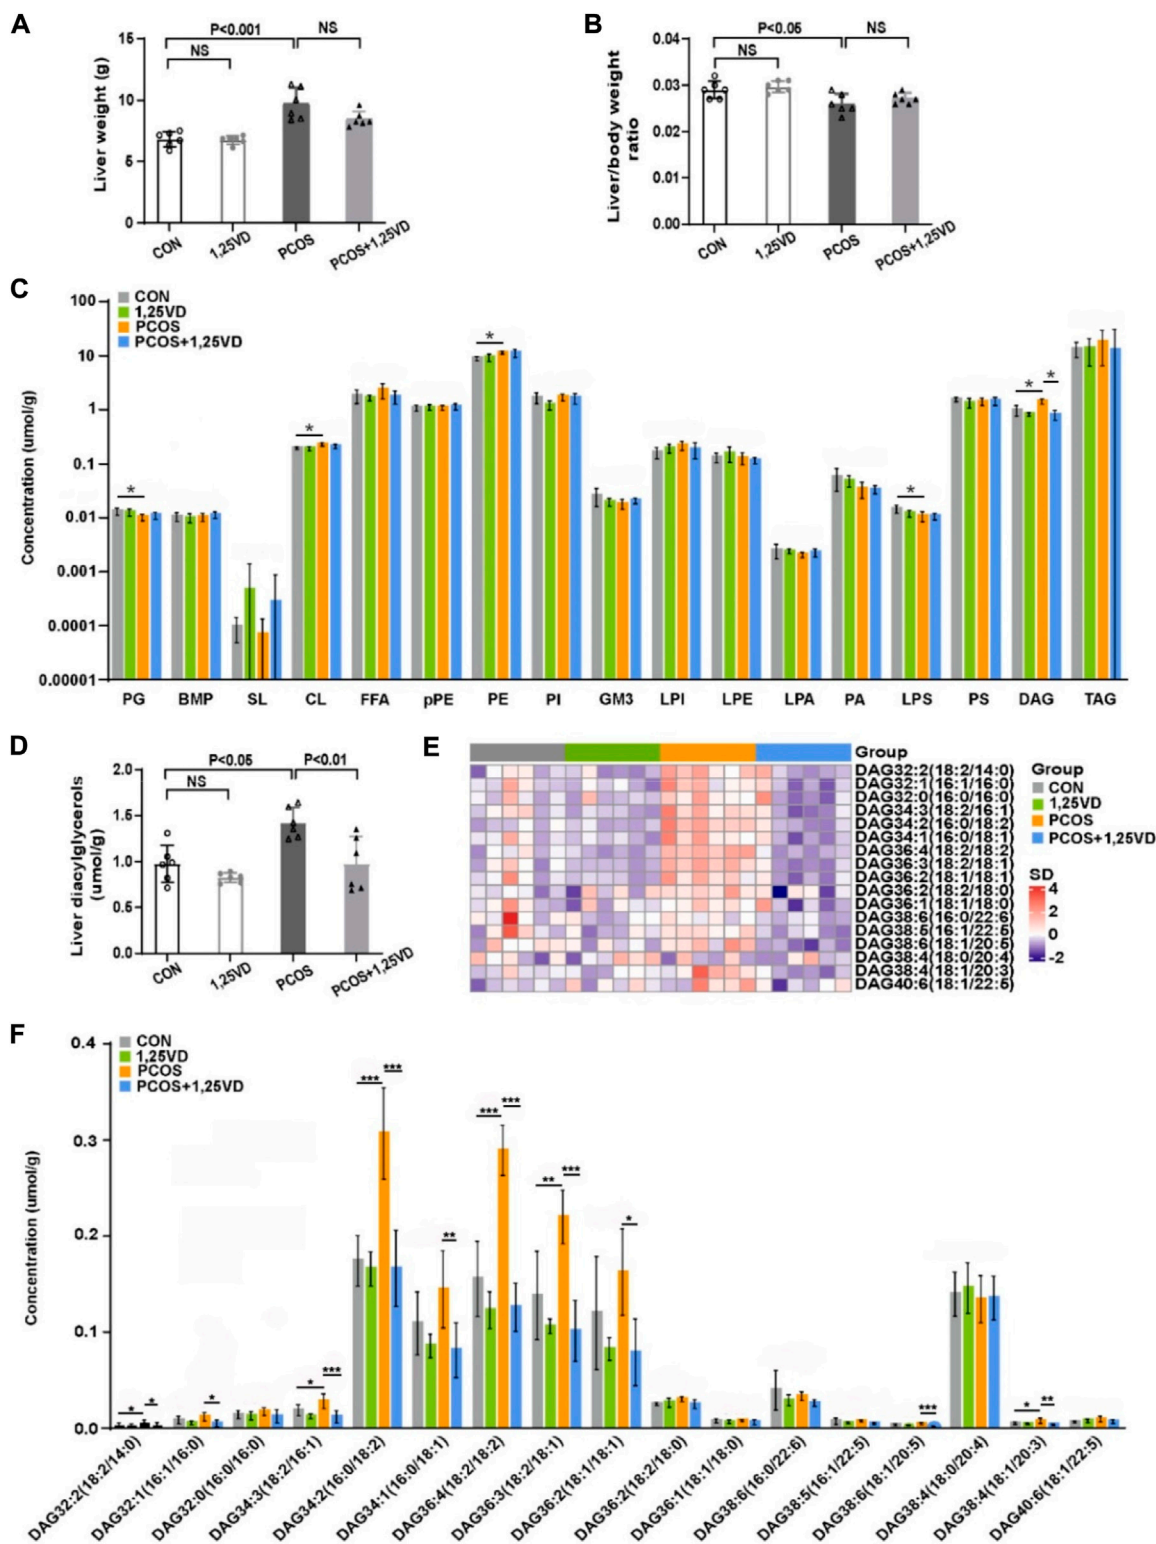 A
P<0.001
NS
NS
Liver weight (g)
15
10
5
0
CON
1,25VD
PCOS
PCOS+1,25VD
B
P<0.05
NS
NS
Liver/body weight
ratio
0.04
0.03
0.02
0.01
0.00
CON
1,25VD
PCOS
PCOS+1,25VD
C
CON
1,25VD
PCOS
PCOS+1,25VD
Concentration (umol/g)
100
10
1
0.1
0.01
0.001
0.0001
0.00001
*
*
*
*
*
*
PG BMP SL CL FFA pPE PE PI GM3 LPI LPE LPA PA LPS PS DAG TAG
D
P<0.05
P<0.01
NS
Liver diacylglycerols
(umol/g)
2.0
1.5
1.0
0.5
0.0
CON
1,25VD
PCOS
PCOS+1,25VD
E
Group
DAG32:2(18:2/14:0)
DAG32:1(16:1/16:0)
DAG32:0(16:0/16:0)
DAG34:3(18:2/16:1)
DAG34:2(16:0/18:2)
DAG34:1(16:0/18:1)
DAG36:4(18:2/18:2)
DAG36:3(18:2/18:1)
DAG36:2(18:1/18:1)
DAG36:2(18:2/18:0)
DAG36:1(18:1/18:0)
DAG38:6(16:0/22:6)
DAG38:5(16:1/22:5)
DAG38:6(18:1/20:5)
DAG38:4(18:0/20:4)
DAG38:4(18:1/20:3)
DAG40:6(18:1/22:5)
Group
CON
1,25VD
PCOS
PCOS+1,25VD
SD
4
2
0
-2
F
CON
1,25VD
PCOS
PCOS+1,25VD
Concentration (umol/g)
0.4
0.3
0.2
0.1
0.0
*
*
*
*
***
***
***
**
***
***
**
***
*
***
*
**
DAG32:2(18:2/14:0)
DAG32:1(16:1/16:0)
DAG32:0(16:0/16:0)
DAG34:3(18:2/16:1)
DAG34:2(16:0/18:2)
DAG34:1(16:0/18:1)
DAG36:4(18:2/18:2)
DAG36:3(18:2/18:1)
DAG36:2(18:1/18:1)
DAG36:2(18:2/18:0)
DAG36:1(18:1/18:0)
DAG38:6(16:0/22:6)
DAG38:5(16:1/22:5)
DAG38:6(18:1/20:5)
DAG38:4(18:0/20:4)
DAG38:4(18:1/20:3)
DAG40:6(18:1/22:5)